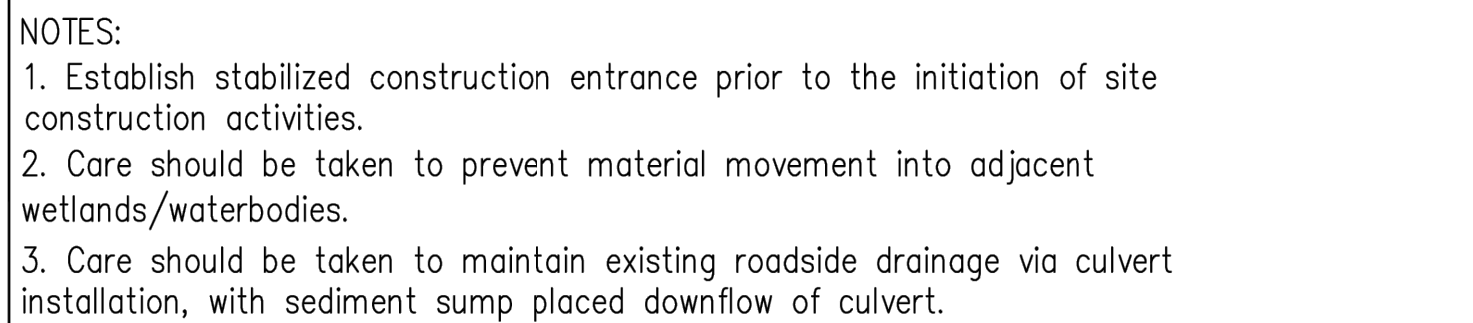 NOTES:
1. Establish stabilized construction entrance prior to the initiation of site
construction activities.
2. Care should be taken to prevent material movement into adjacent
wetlands/waterbodies.
3. Care should be taken to maintain existing roadside drainage via culvert
installation, with sediment sump placed downflow of culvert.